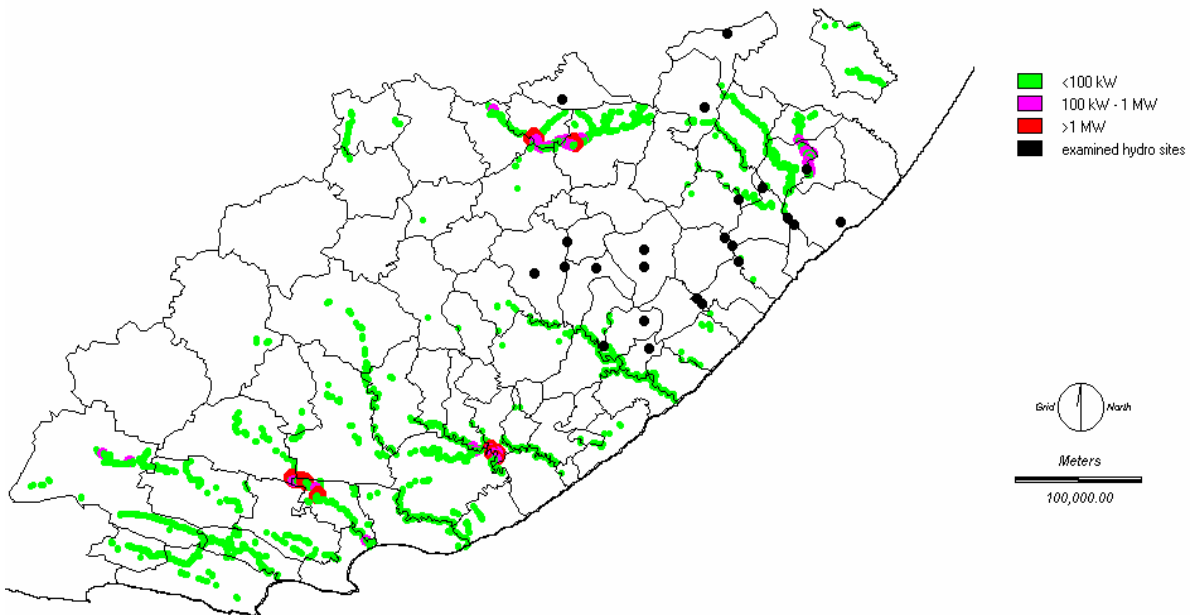 <100 kW
100 kW - 1 MW
>1 MW
examined hydro sites
Grid North
Meters
100,000.00